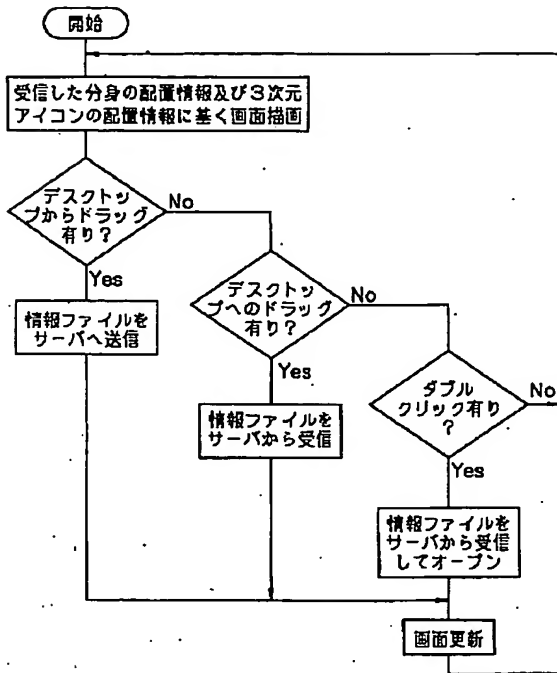 開始
受信した分身の配置情報及び3次元
アイコンの配置情報に基く画面描画
デスクトッ
プからドラッグ
有り?
No
Yes
情報ファイルを
サーバへ送信
デスクトッ
プへのドラッグ
有り?
No
Yes
情報ファイルを
サーバから受信
ダブル
クリック有り
?
No
Yes
情報ファイルを
サーバから受信
してオープン
画面更新